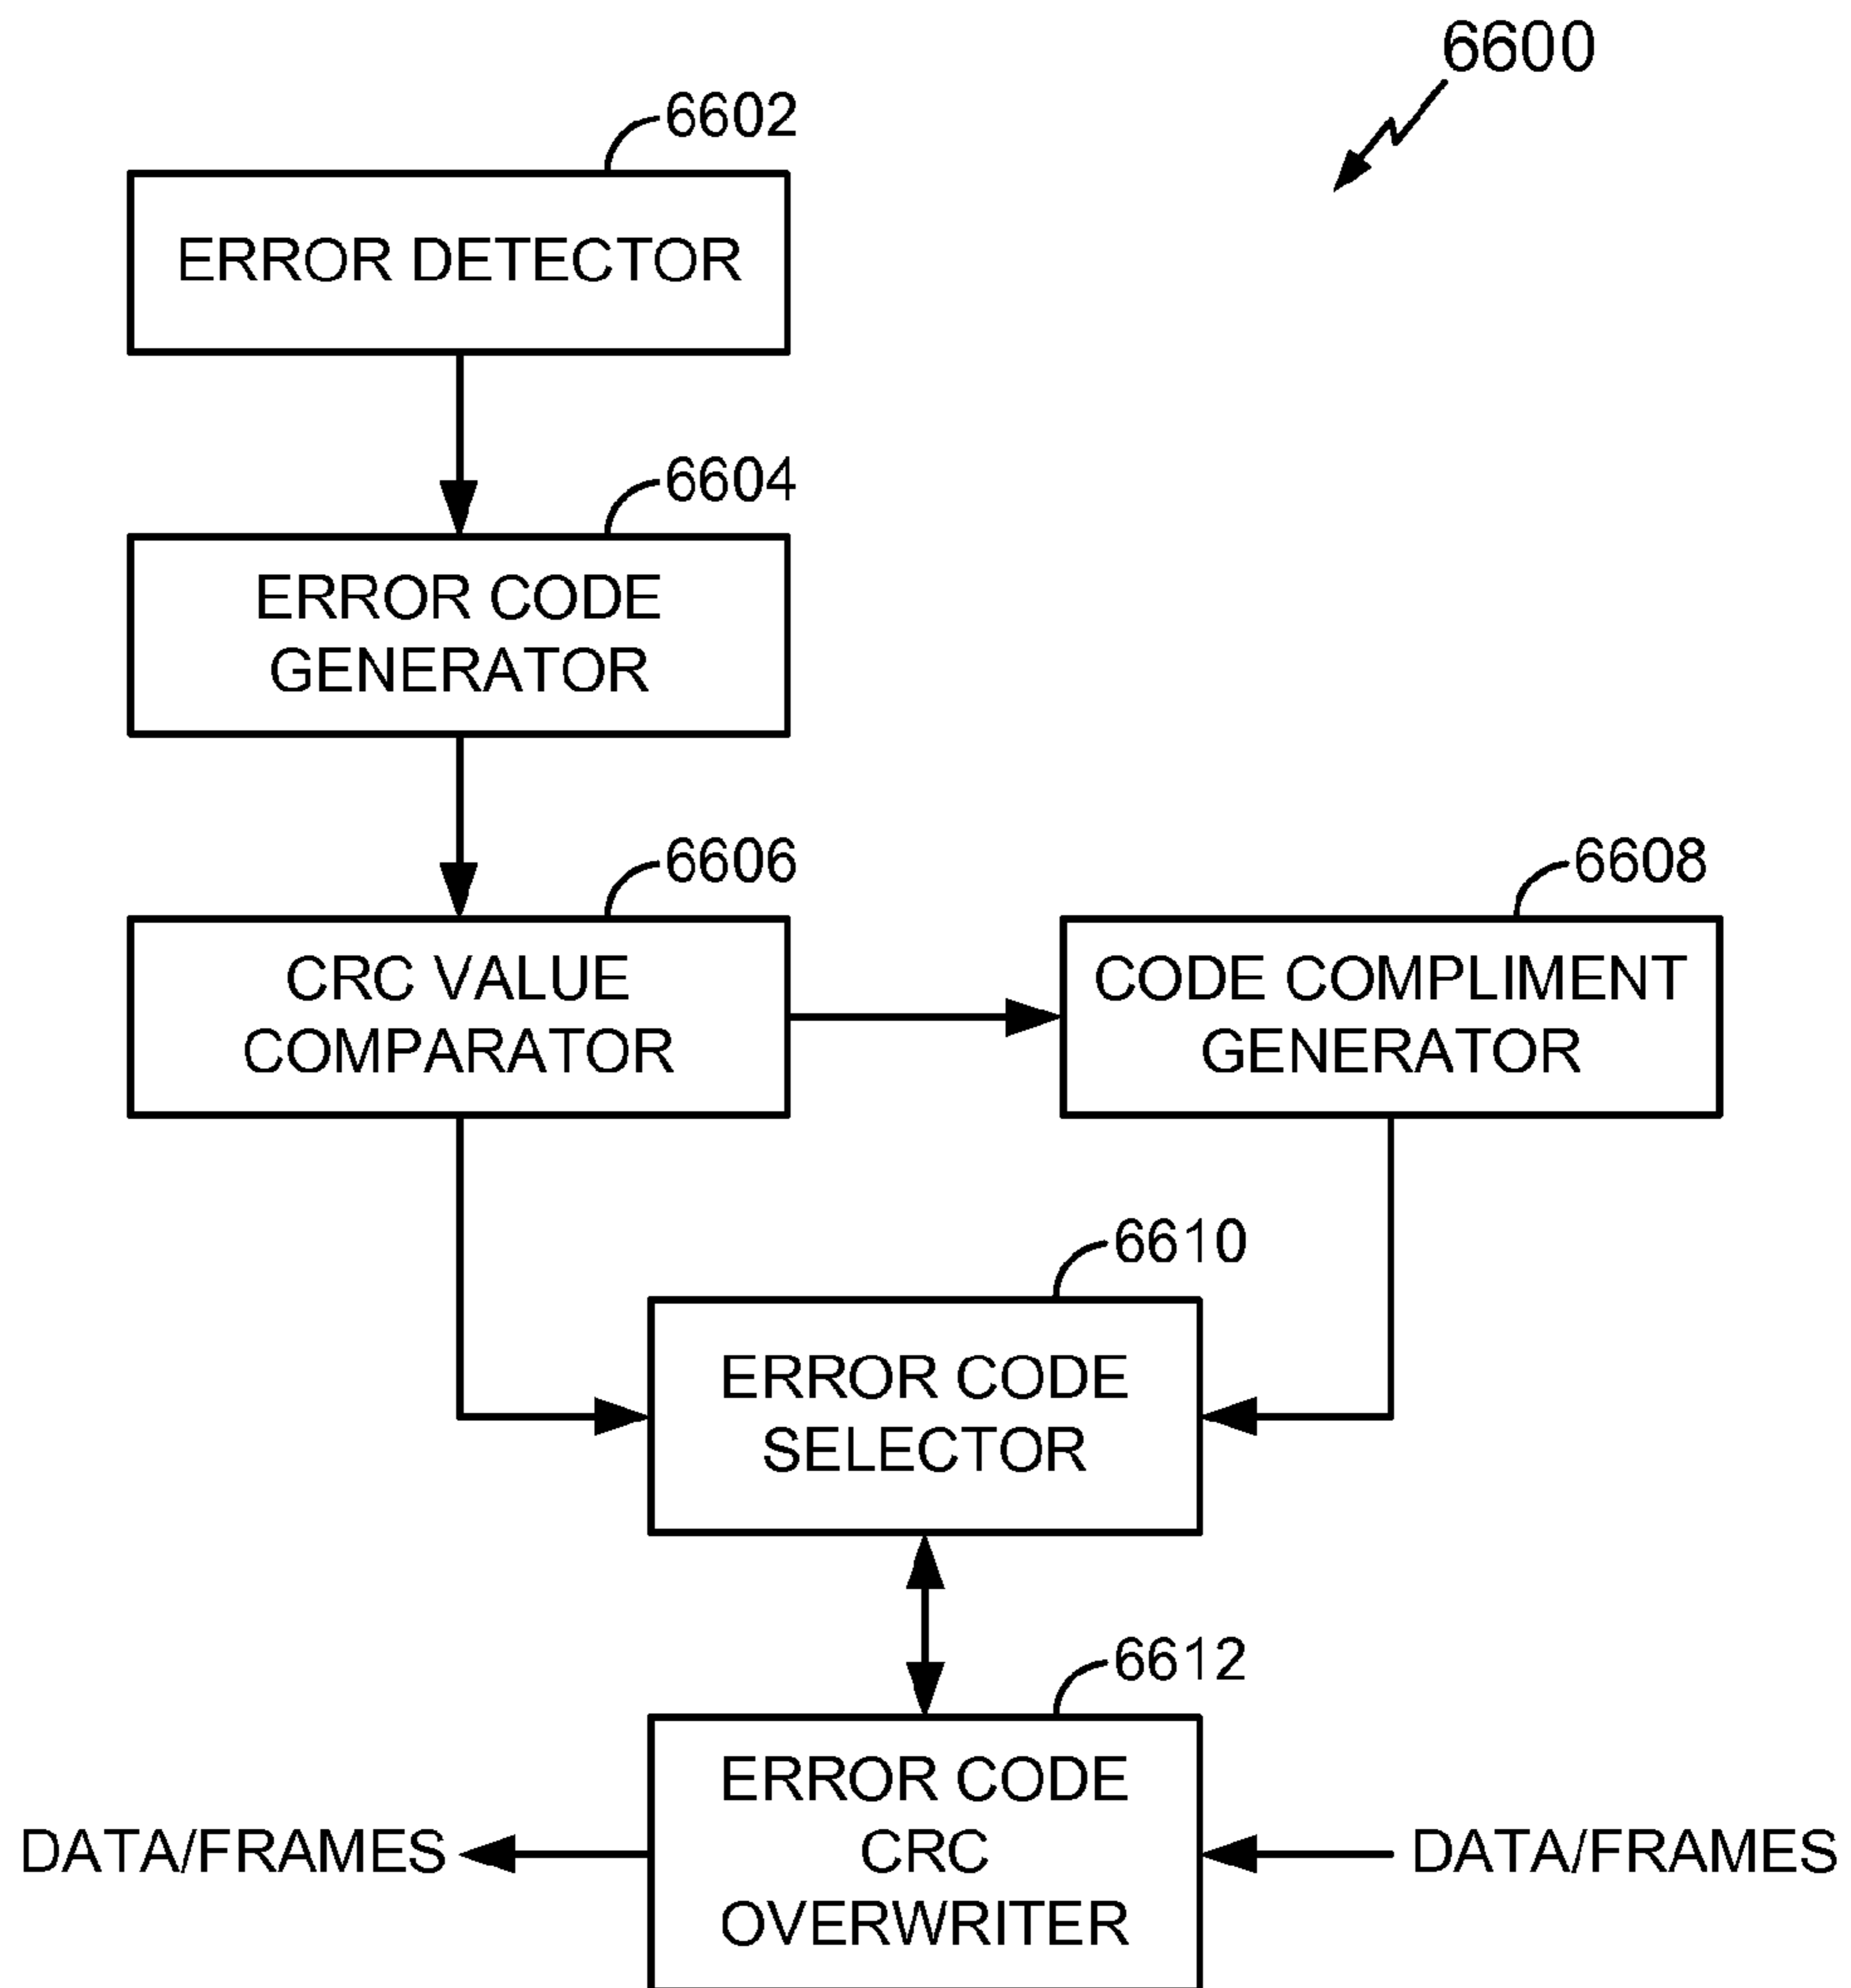 6600
6602
ERROR DETECTOR
6604
ERROR CODE
GENERATOR
6606
CRC VALUE
COMPARATOR
6608
CODE COMPLIMENT
GENERATOR
6610
ERROR CODE
SELECTOR
6612
ERROR CODE
CRC
OVERWRITER
DATA/FRAMES
DATA/FRAMES